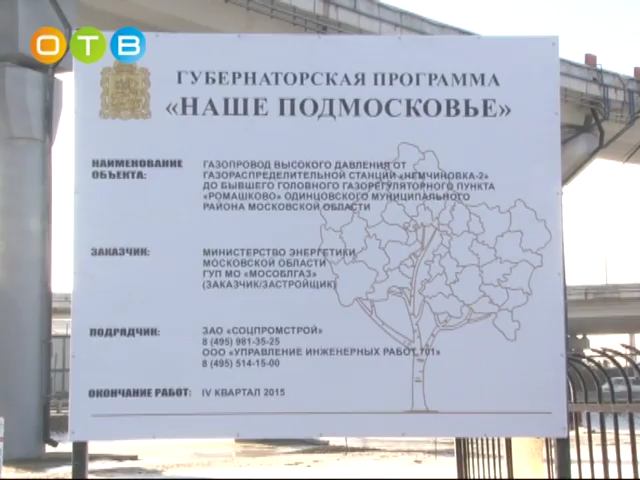 ОТВ
ГУБЕРНАТОРСКАЯ ПРОГРАММА
«НАШЕ ПОДМОСКОВЬЕ»
НАИМЕНОВАНИЕ ОБЪЕКТА:
ГАЗОПРОВОД ВЫСОКОГО ДАВЛЕНИЯ ОТ
ГАЗОРАСПРЕДЕЛИТЕЛЬНОЙ СТАНЦИИ «НЕМЧИНОВКА-2»
ДО БЫВШЕГО ГОЛОВНОГО ГАЗОРЕГУЛЯТОРНОГО ПУНКТА
«РОМАШКОВО» ОДИНЦОВСКОГО МУНИЦИПАЛЬНОГО
РАЙОНА МОСКОВСКОЙ ОБЛАСТИ
ЗАКАЗЧИК:
МИНИСТЕРСТВО ЭНЕРГЕТИКИ
МОСКОВСКОЙ ОБЛАСТИ
ГУП МО «МОСОБЛГАЗ»
(ЗАКАЗЧИК/ЗАСТРОЙЩИК)
ПОДРЯДЧИК:
ЗАО «СОЦПРОМСТРОЙ»
8 (495) 981-35-25
ООО «УПРАВЛЕНИЕ ИНЖЕНЕРНЫХ РАБОТ 701»
8 (495) 514-15-00
ОКОНЧАНИЕ РАБОТ: IV КВАРТАЛ 2015